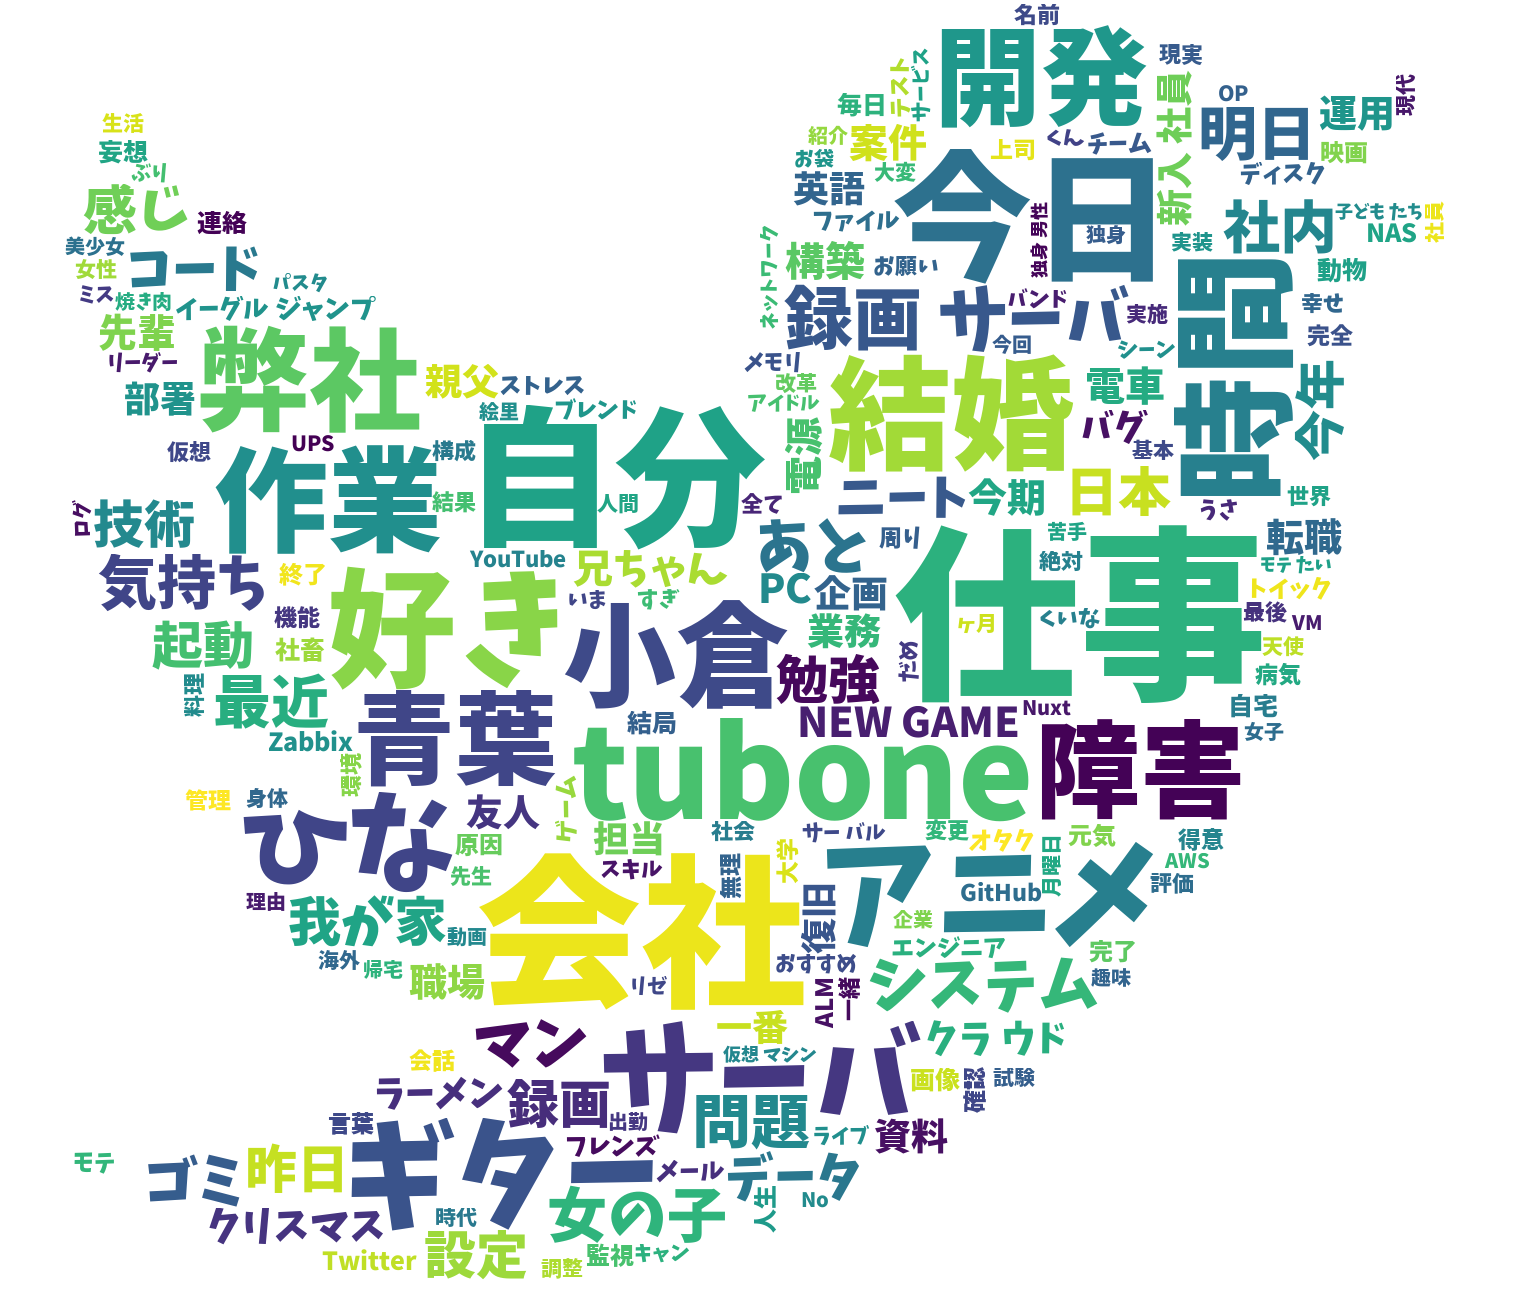 名前
開発
現実
サービス
テスト
毎日
社員
OP
現代
運用
明日
紹介
案件
上司
くん
チーム
映画
生活
妄想
ぶり
お袋
大変
今日
新入
ディスク
英語
感じ
連絡
ファイル
独身 男性
独身
実装
社内
子ども たち
NAS
社員
美少女
コード
女性
パスタ
ネットワーク
構築
お願い
動物
ミス
焼き肉
イーグル ジャンプ
録画 サーバ
バンド
実施
時間
幸せ
先輩
弊社
今回
シーン
完全
リーダー
メモリ
結婚
電車
今年
部署
親父
ストレス
改革
アイドル
絵里
ブレンド
自分
電源
バグ
基本
仮想
UPS
構成
作業
結果
人間
全て
ニート
今期
日本
うさ
世界
ログ
技術
YouTube
あと
周り
仕事
苦手
絶対
転職
モテ たい
気持ち
終了
好き
兄ちゃん
いま
すぎ
PC
企画
トイック
機能
小倉
業務
ヶ月
くいな
最後
VM
起動
社畜
勉強
だめ
天使
病気
料理
最近
青葉
結局
NEW GAME
Nuxt
自宅
女子
Zabbix
tubone
障害
環境
管理
身体
ひな
友人
ゲーム
担当
社会
サー バル
変更
オタク
元気
得意
原因
先生
スキル
会社
無理
大学
アニメ
月曜日
AWS
GitHub
評価
理由
我が家
動画
復旧
企業
エンジニア
完了
海外
帰宅
職場
リゼ
おすすめ
システム
趣味
ALM
一緒
マン
サーバ
一番
クラ ウド
会話
仮想 マシン
ラーメン
録画
画像
確認
試験
言葉
出勤
問題
ライブ
資料
ギター
フレンズ
モテ
ゴミ
昨日
メール
データ
クリスマス
時代
女の子
人生
No
Twitter
設定
調整
監視
キャン